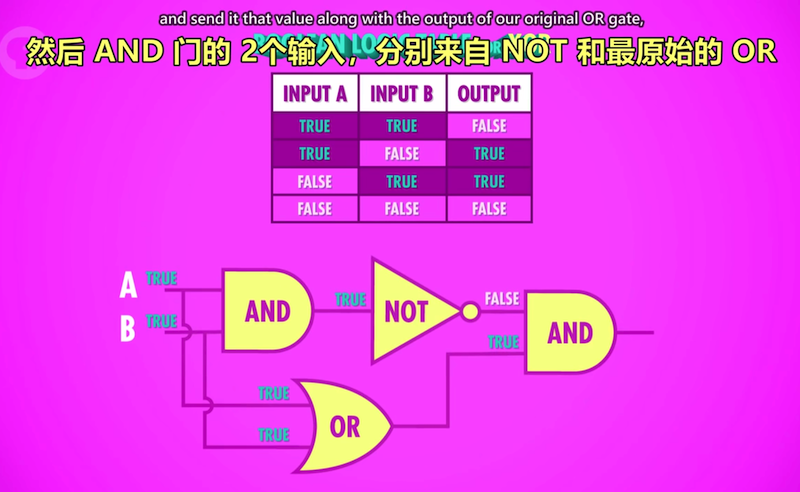 and send it that value along with the output of our original OR gate,
然后 AND 门的 2个输入，分别来自 NOT 和最原始的 OR
INPUT A INPUT B OUTPUT
TRUE TRUE FALSE
TRUE FALSE TRUE
FALSE TRUE TRUE
FALSE FALSE FALSE
A TRUE
AND TRUE NOT FALSE
B TRUE
TRUE AND
TRUE
OR
TRUE